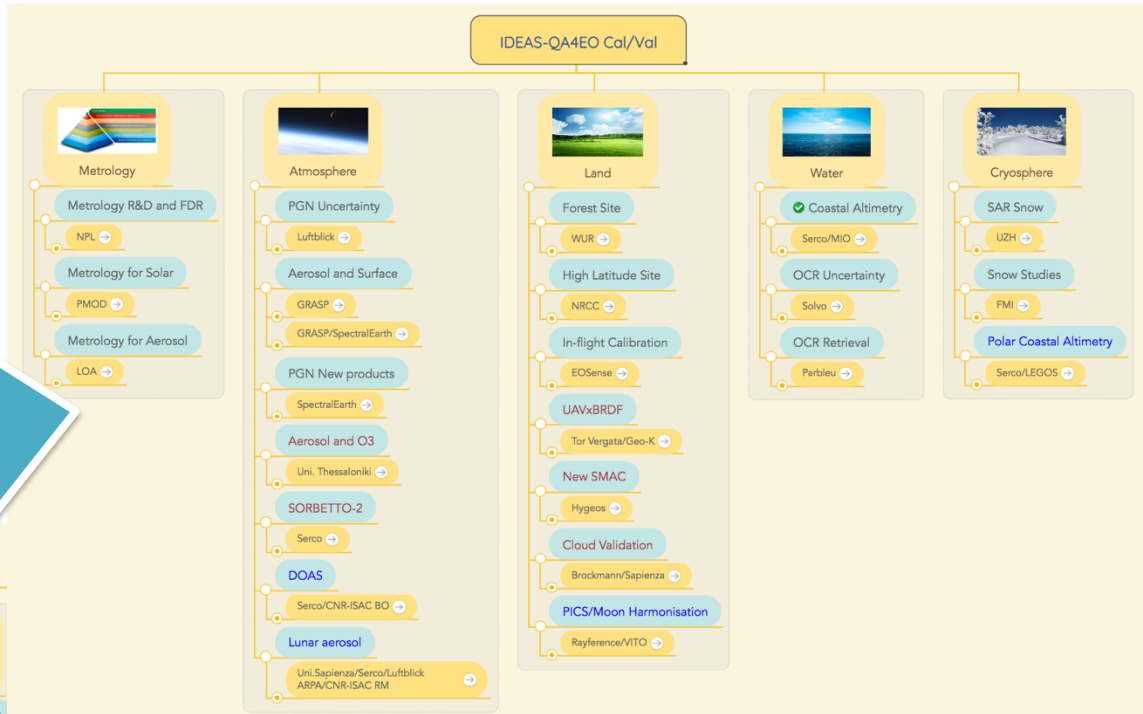 IDEAS-QA4EO Cal/Val
Metrology
Metrology R&D and FDR
NPL
Metrology for Solar
PMOD
Metrology for Aerosol
LOA
Atmosphere
PGN Uncertainty
Luftblick
Aerosol and Surface
GRASP
GRASP/SpectralEarth
PGN New products
SpectralEarth
Aerosol and O3
Uni. Thessaloniki
SORBETTO-2
Serco
DOAS
Serco/CNR-ISAC BO
Lunar aerosol
Uni.Sapienza/Serco/Luftblick
ARPA/CNR-ISAC RM
Land
Forest Site
WUR
High Latitude Site
NRCC
In-flight Calibration
EOSense
UAVxBRDF
Tor Vergata/Geo-K
New SMAC
Hygeos
Cloud Validation
Brockmann/Sapienza
PICS/Moon Harmonisation
Rayference/VITO
Water
Coastal Altimetry
Serco/MIO
OCR Uncertainty
Solvo
OCR Retrieval
Parbleu
Cryosphere
SAR Snow
UZH
Snow Studies
FMI
Polar Coastal Altimetry
Serco/LEGOS